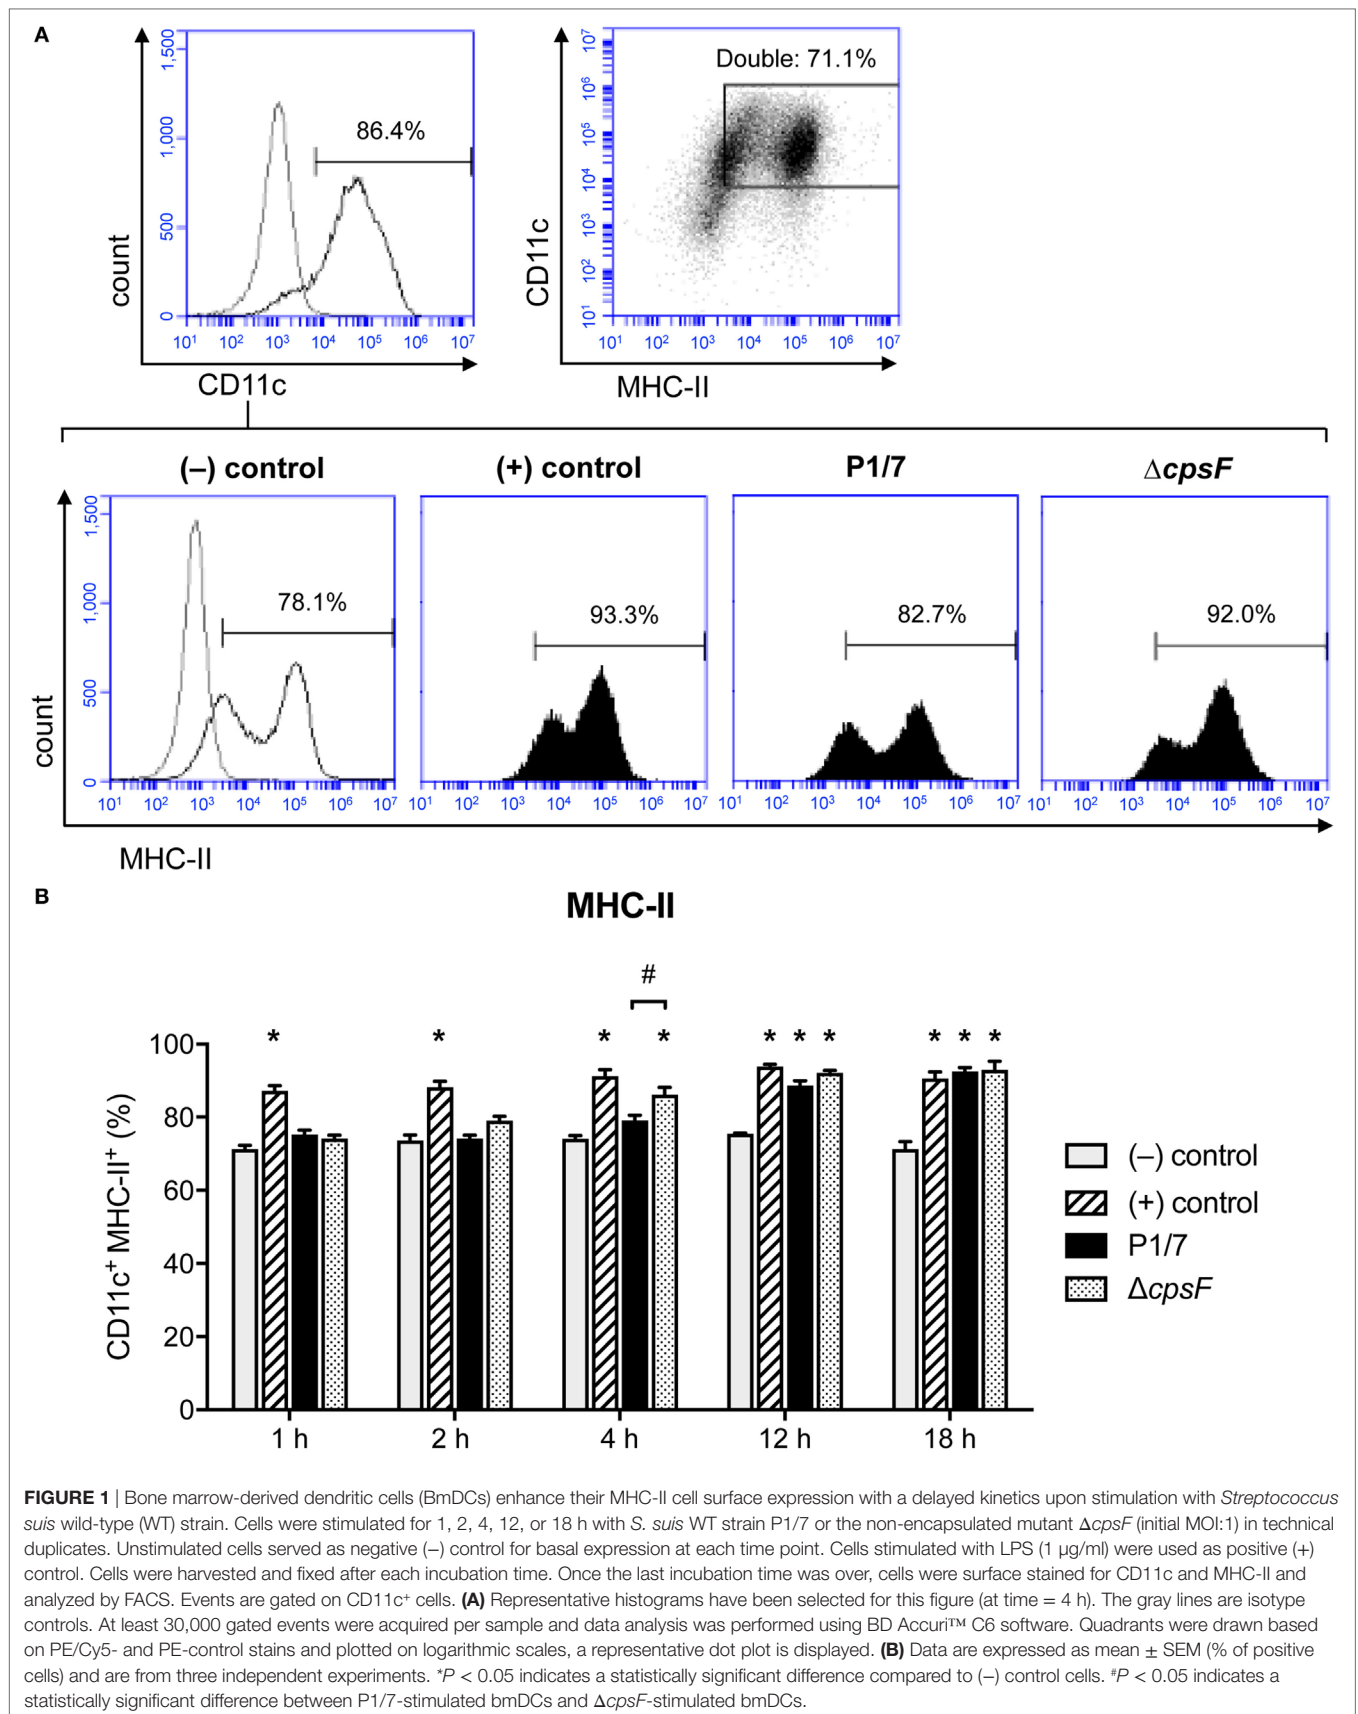 A
1,500
1,000
500
0
86.4%
10¹ 10² 10³ 10⁴ 10⁵ 10⁶ 10⁷
count
CD11c
Double: 71.1%
10⁷
10⁶
10⁵
10⁴
10³
10²
10¹
10¹ 10² 10³ 10⁴ 10⁵ 10⁶ 10⁷
CD11c
MHC-II
(–) control (+) control P1/7 ΔcpsF
1,500
1,000
500
0
78.1% 93.3% 82.7% 92.0%
10¹ 10² 10³ 10⁴ 10⁵ 10⁶ 10⁷ 10¹ 10² 10³ 10⁴ 10⁵ 10⁶ 10⁷ 10¹ 10² 10³ 10⁴ 10⁵ 10⁶ 10⁷ 10¹ 10² 10³ 10⁴ 10⁵ 10⁶ 10⁷
count
MHC-II
B
MHC-II
#
* * * * * * * * * *
100
80
60
40
20
0
CD11c⁺ MHC-II⁺ (%)
1 h 2 h 4 h 12 h 18 h
(–) control
(+) control
P1/7
ΔcpsF
FIGURE 1 | Bone marrow-derived dendritic cells (BmDCs) enhance their MHC-II cell surface expression with a delayed kinetics upon stimulation with Streptococcus
suis wild-type (WT) strain. Cells were stimulated for 1, 2, 4, 12, or 18 h with S. suis WT strain P1/7 or the non-encapsulated mutant ΔcpsF (initial MOI:1) in technical
duplicates. Unstimulated cells served as negative (–) control for basal expression at each time point. Cells stimulated with LPS (1 μg/ml) were used as positive (+)
control. Cells were harvested and fixed after each incubation time. Once the last incubation time was over, cells were surface stained for CD11c and MHC-II and
analyzed by FACS. Events are gated on CD11c⁺ cells. (A) Representative histograms have been selected for this figure (at time = 4 h). The gray lines are isotype
controls. At least 30,000 gated events were acquired per sample and data analysis was performed using BD Accuri™ C6 software. Quadrants were drawn based
on PE/Cy5- and PE-control stains and plotted on logarithmic scales, a representative dot plot is displayed. (B) Data are expressed as mean ± SEM (% of positive
cells) and are from three independent experiments. *P < 0.05 indicates a statistically significant difference compared to (–) control cells. #P < 0.05 indicates a
statistically significant difference between P1/7-stimulated bmDCs and ΔcpsF-stimulated bmDCs.